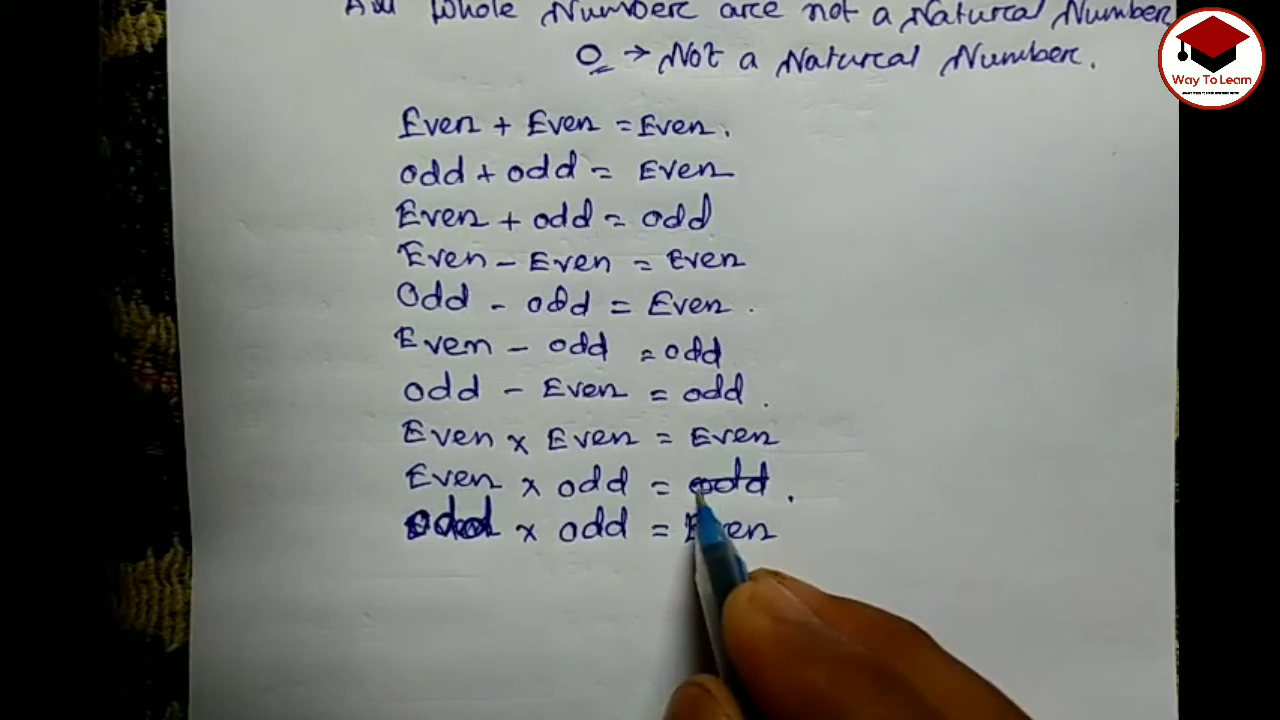 All Whole Number are not a Natural Number
0 → Not a Natural Number.
Even + Even = Even.
odd + odd = Even
Even + odd = odd
Even - Even = Even
Odd - odd = Even.
Even - odd = odd
odd - Even = odd.
Even x Even = Even
Even x odd = odd.
odd x odd = Even
Way To Learn